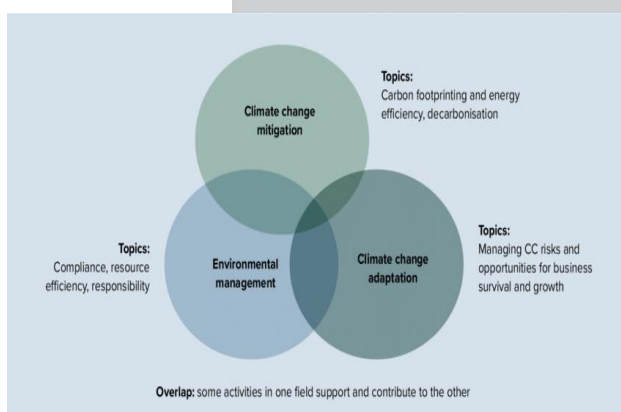 Climate change
mitigation
Topics:
Carbon footprinting and energy
efficiency, decarbonisation
Topics:
Compliance, resource
efficiency, responsibility
Environmental
management
Climate change
adaptation
Topics:
Managing CC risks and
opportunities for business
survival and growth
Overlap: some activities in one field support and contribute to the other